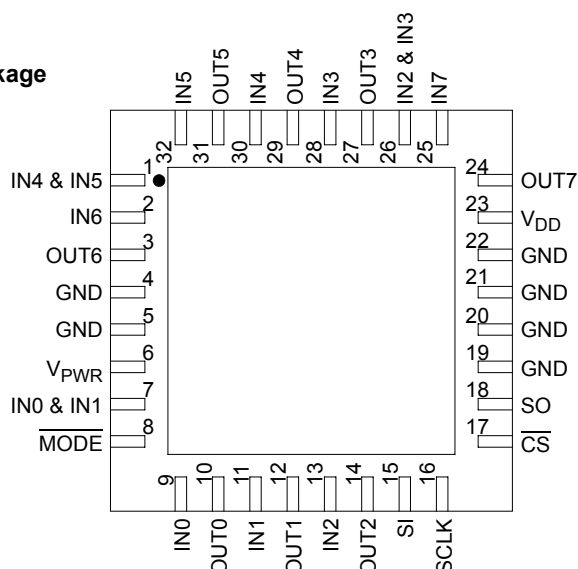 kage
IN5 OUT5 IN4 OUT4 IN3 OUT3 IN2 & IN3 IN7
32 31 30 29 28 27 26 25
IN4 & IN5 1
IN6 2
OUT6 3
GND 4
GND 5
VPWR 6
IN0 & IN1 7
MODE 8
24 OUT7
23 VDD
22 GND
21 GND
20 GND
19 GND
18 SO
17 CS
9 10 11 12 13 14 15 16
IN0 OUT0 IN1 OUT1 IN2 OUT2 SI SCLK